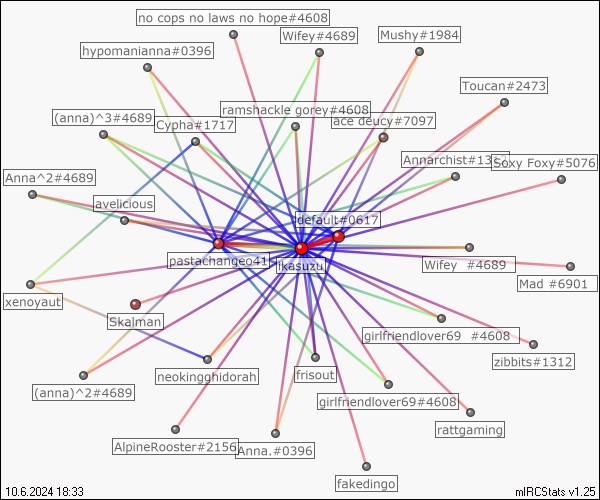 no cops no laws no hope#4608
Wifey#4689
Mushy#1984
hypomanianna#0396
Toucan#2473
ramshackle gorey#4608
(anna)^3#4689
Cypha#1717
ace deucy#7097
Annarchist#13
Soxy Foxy#5076
Anna^2#4689
avelicious
default#0617
pastachangeo41
ikasuzu
Wifey #4689
Mad #6901
xenoyaut
Skalman
girlfriendlover69 #4608
zibbits#1312
neokingghidorah
frisout
(anna)^2#4689
girlfriendlover69#4608
rattgaming
AlpineRooster#2156
Anna.#0396
fakedingo
10.6.2024 18:33
mIRCStats v1.25